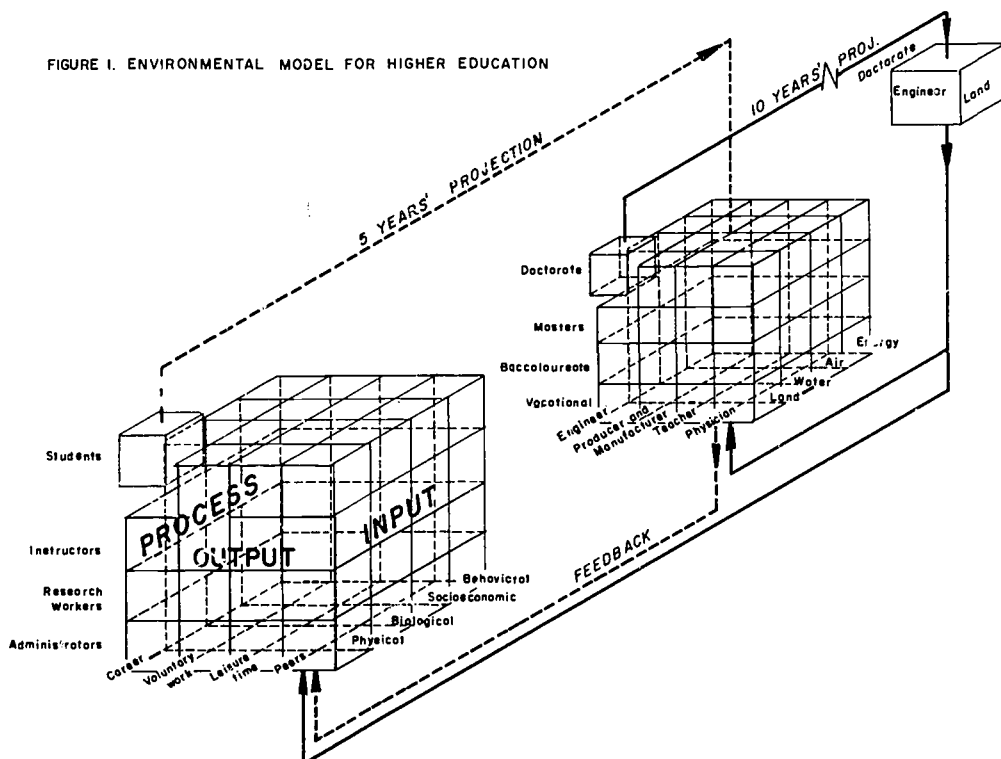 FIGURE 1. ENVIRONMENTAL MODEL FOR HIGHER EDUCATION
5 YEARS' PROJECTION
10 YEARS' PROJ.
Doctorate
Engineer
Land
Doctorate
Masters
Baccaloureate
Vocational
Engineer
Producer and
Manufacturer
Teacher
Physician
Land
Water
Air
Energy
Students
Instructors
Research
Workers
Administrators
PROCESS
OUTPUT
INPUT
Career
Voluntary
work
Leisure
time
Peers
Physical
Biological
Socioeconomic
Behavioral
FEEDBACK